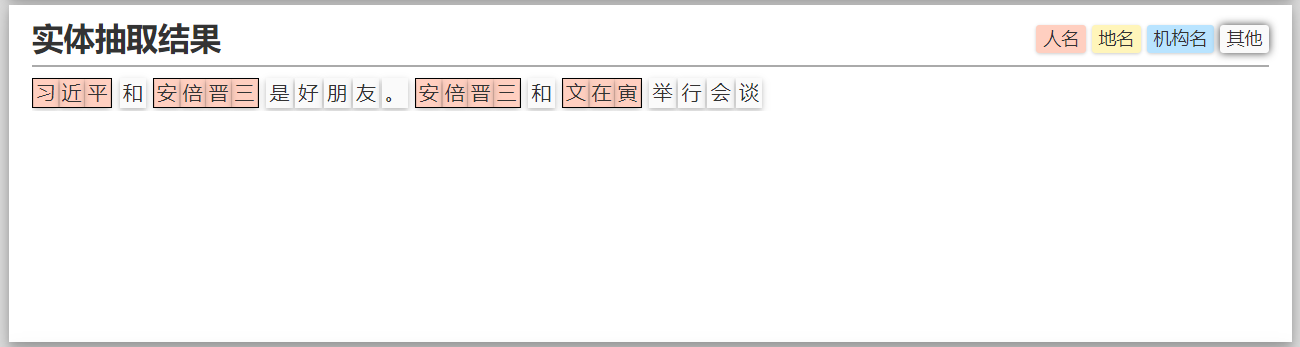 实体抽取结果 人名 地名 机构名 其他
习近平 和 安倍晋三 是好朋友。 安倍晋三 和 文在寅 举行会谈